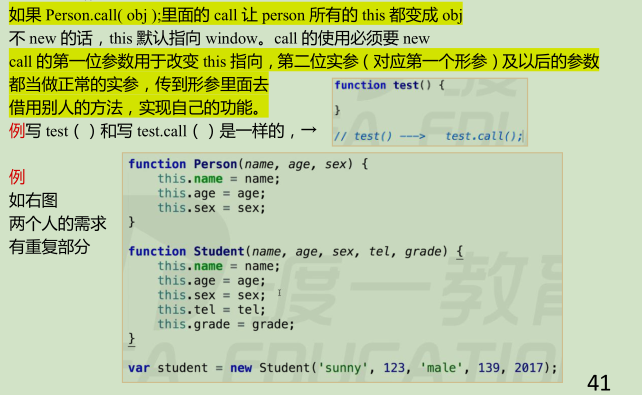 如果 Person.call( obj );里面的 call 让 person 所有的 this 都变成 obj
不 new 的话，this 默认指向 window。call 的使用必须要 new
call 的第一位参数用于改变 this 指向，第二位实参（对应第一个形参）及以后的参数
都当做正常的实参，传到形参里面去
借用别人的方法，实现自己的功能。
例写 test（ ）和写 test.call（ ）是一样的，→
function test() {
}
// test() ---> test.call();
例
如右图
两个人的需求
有重复部分
function Person(name, age, sex) {
this.name = name;
this.age = age;
this.sex = sex;
}
function Student(name, age, sex, tel, grade) {
this.name = name;
this.age = age;
this.sex = sex;
this.tel = tel;
this.grade = grade;
}
var student = new Student('sunny', 123, 'male', 139, 2017);
41